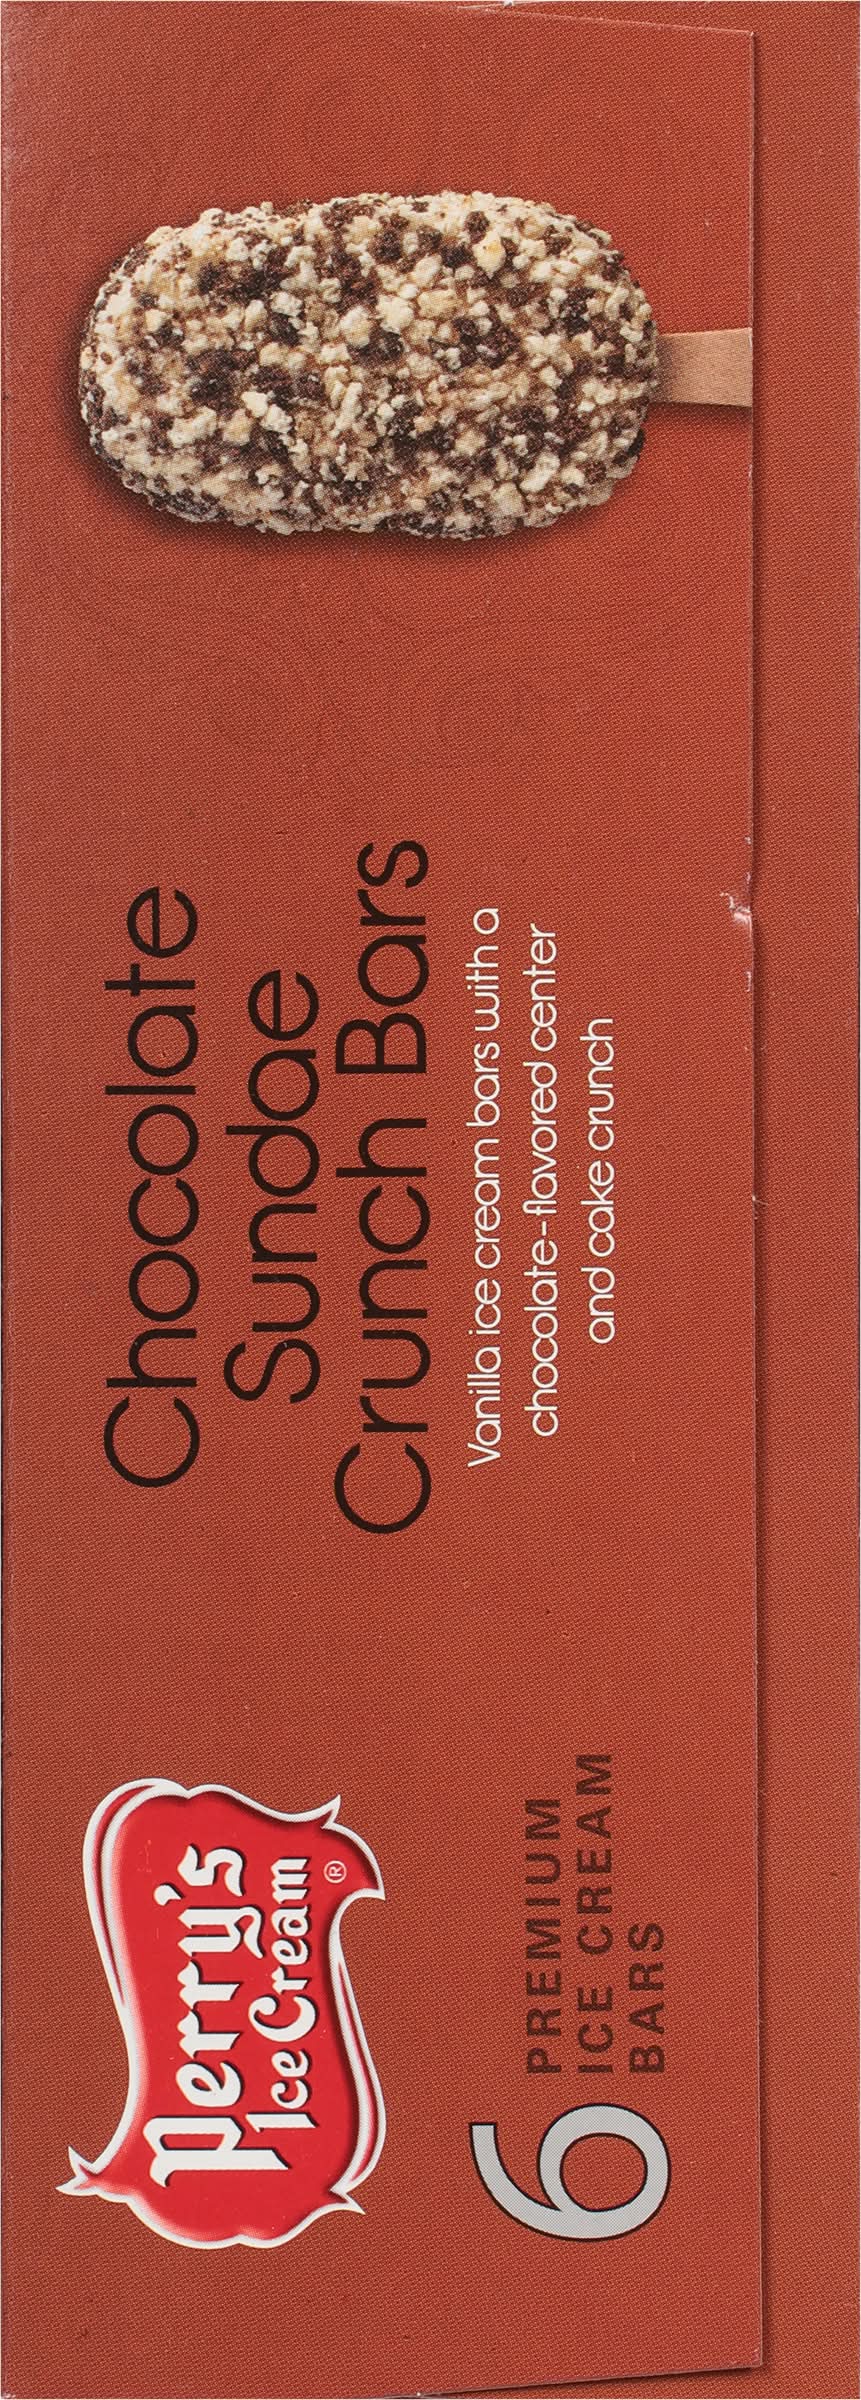 Perry's
Ice Cream
®
6
PREMIUM
ICE CREAM
BARS
Chocolate
Sundae
Crunch Bars
Vanilla ice cream bars with a
chocolate-flavored center
and cake crunch